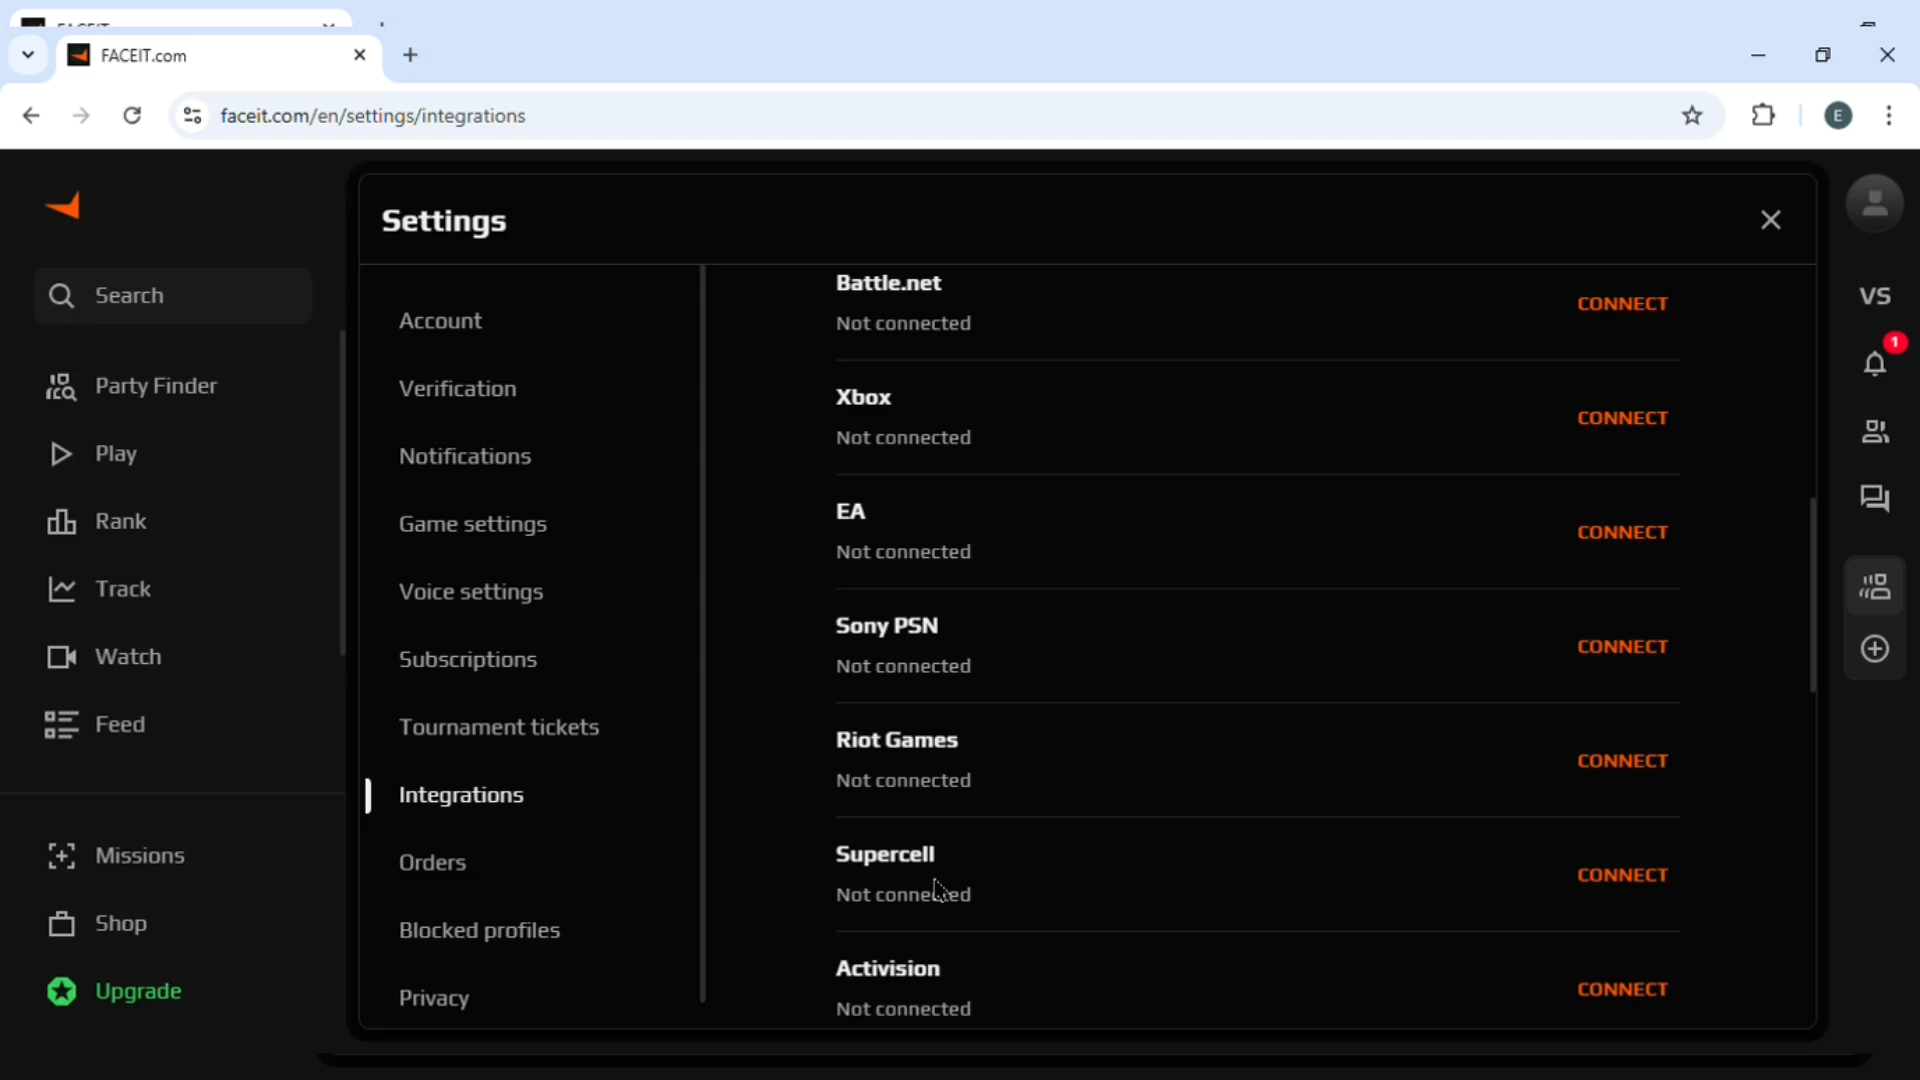 FACEIT.com
faceit.com/en/settings/integrations
E
Settings
Search
Party Finder
Play
Rank
Track
Watch
Feed
Missions
Shop
Upgrade
Account
Verification
Notifications
Game settings
Voice settings
Subscriptions
Tournament tickets
Integrations
Orders
Blocked profiles
Privacy
Battle.net
Not connected
CONNECT
Xbox
Not connected
CONNECT
EA
Not connected
CONNECT
Sony PSN
Not connected
CONNECT
Riot Games
Not connected
CONNECT
Supercell
Not connected
CONNECT
Activision
Not connected
CONNECT
VS
1